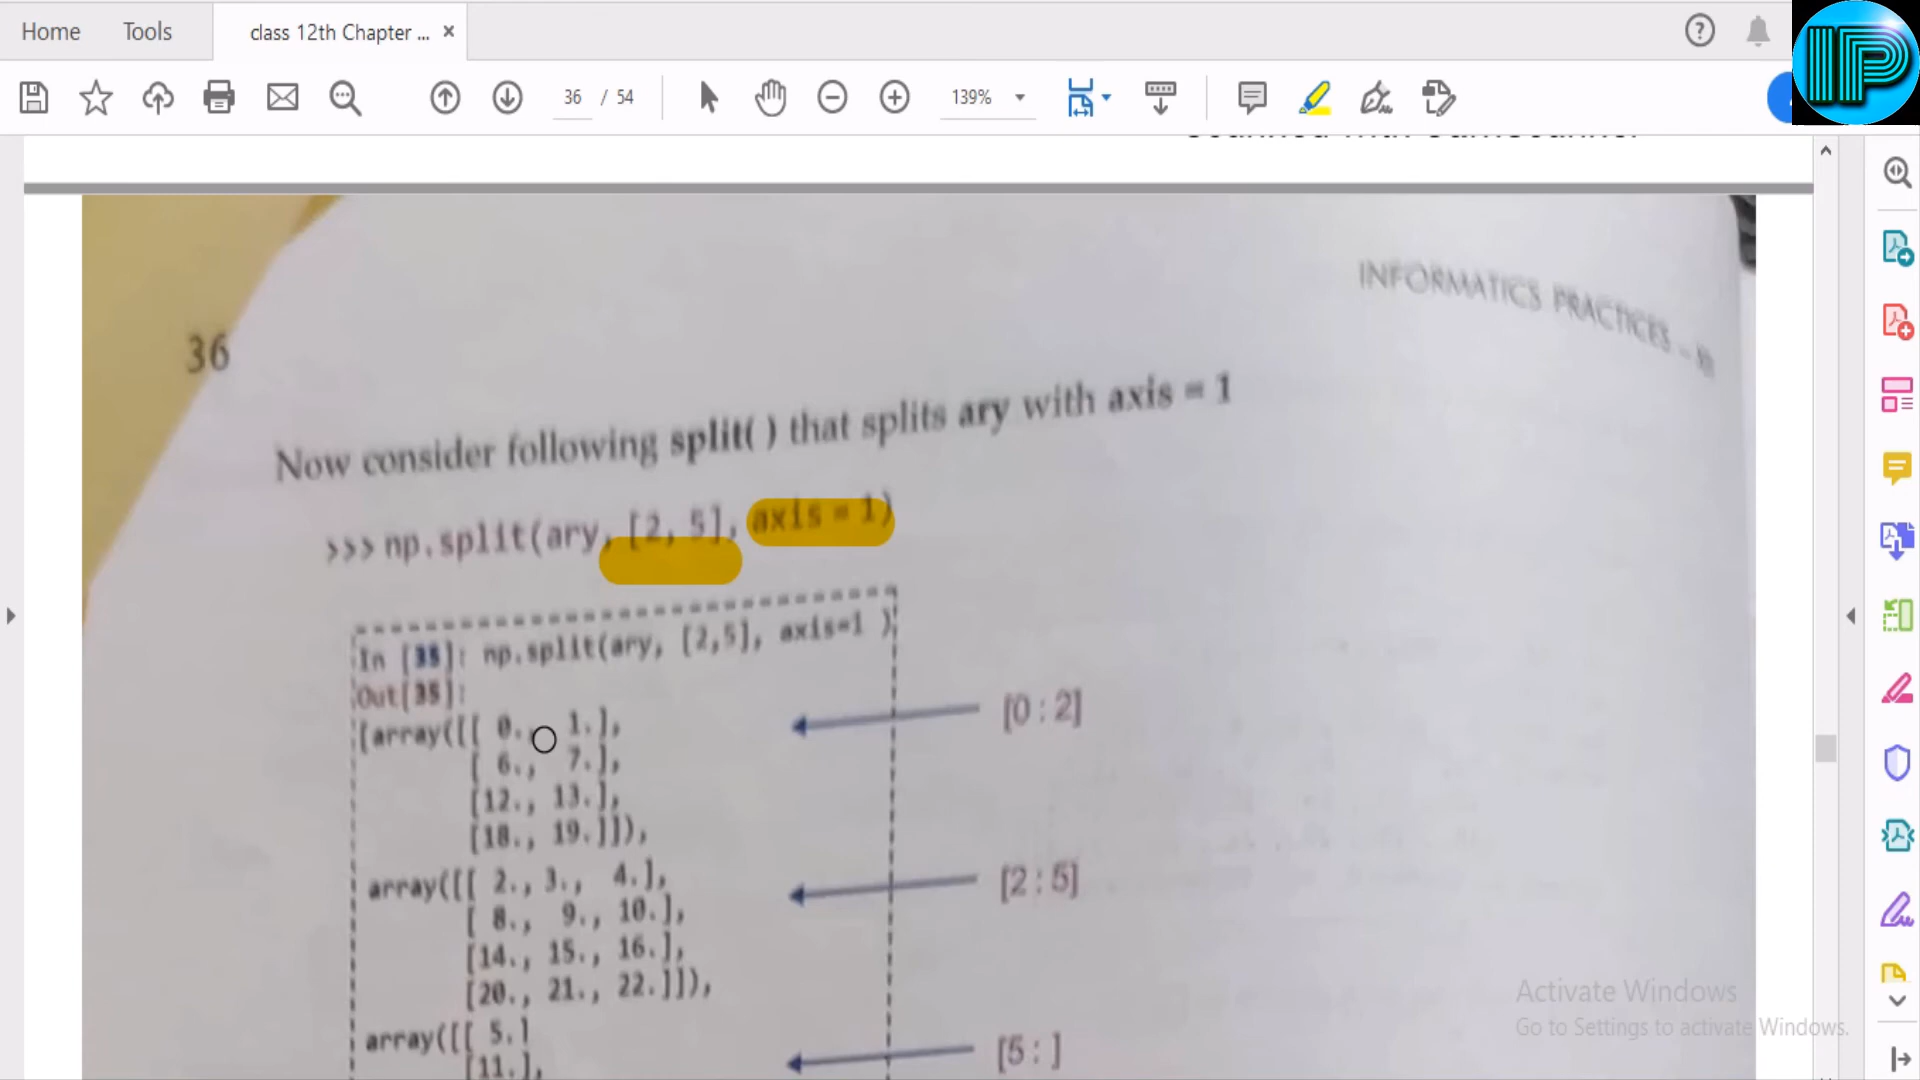 Home Tools class 12th Chapter ... ×
36 / 54 139%
36
INFORMATICS PRACTICES –
Now consider following split( ) that splits ary with axis = 1
>>> np.split(ary, [2, 5], axis = 1)
In [35]: np.split(ary, [2,5], axis=1 )
Out[35]:
[array([[ 0., 1.], [0 : 2]
[ 6., 7.],
[12., 13.],
[18., 19.]]),
array([[ 2., 3., 4.], [2 : 5]
[ 8., 9., 10.],
[14., 15., 16.],
[20., 21., 22.]]),
array([[ 5.] [5 : ]
[11.],
Activate Windows
Go to Settings to activate Windows.
IP